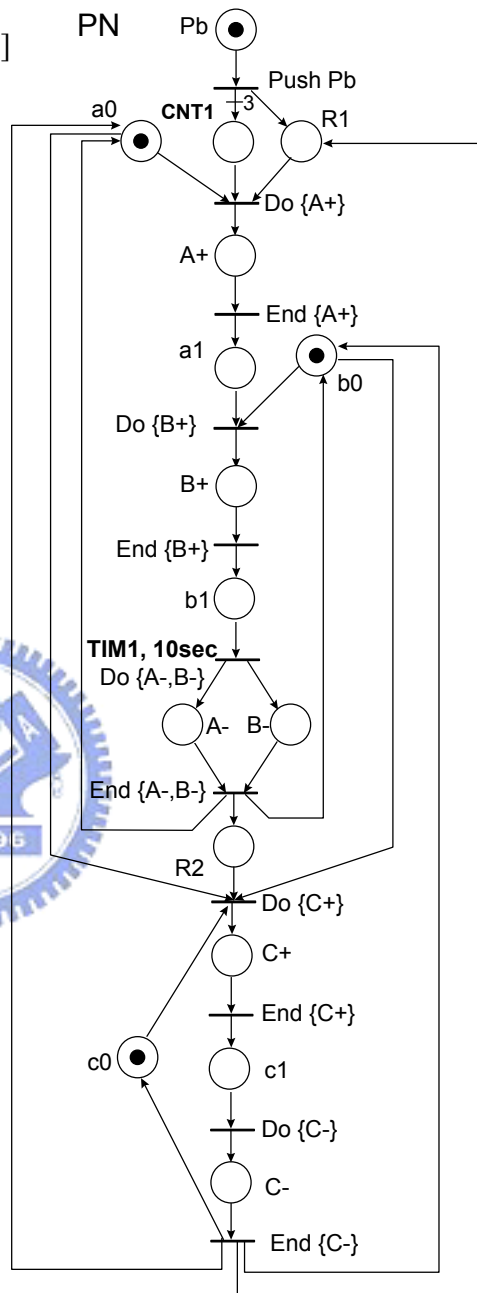 PN
]
Pb
Push Pb
3
CNT1
a0
R1
Do {A+}
A+
End {A+}
a1
b0
Do {B+}
B+
End {B+}
b1
TIM1, 10sec
Do {A-,B-}
A-
B-
End {A-,B-}
R2
Do {C+}
C+
End {C+}
c0
c1
Do {C-}
C-
End {C-}
A
96